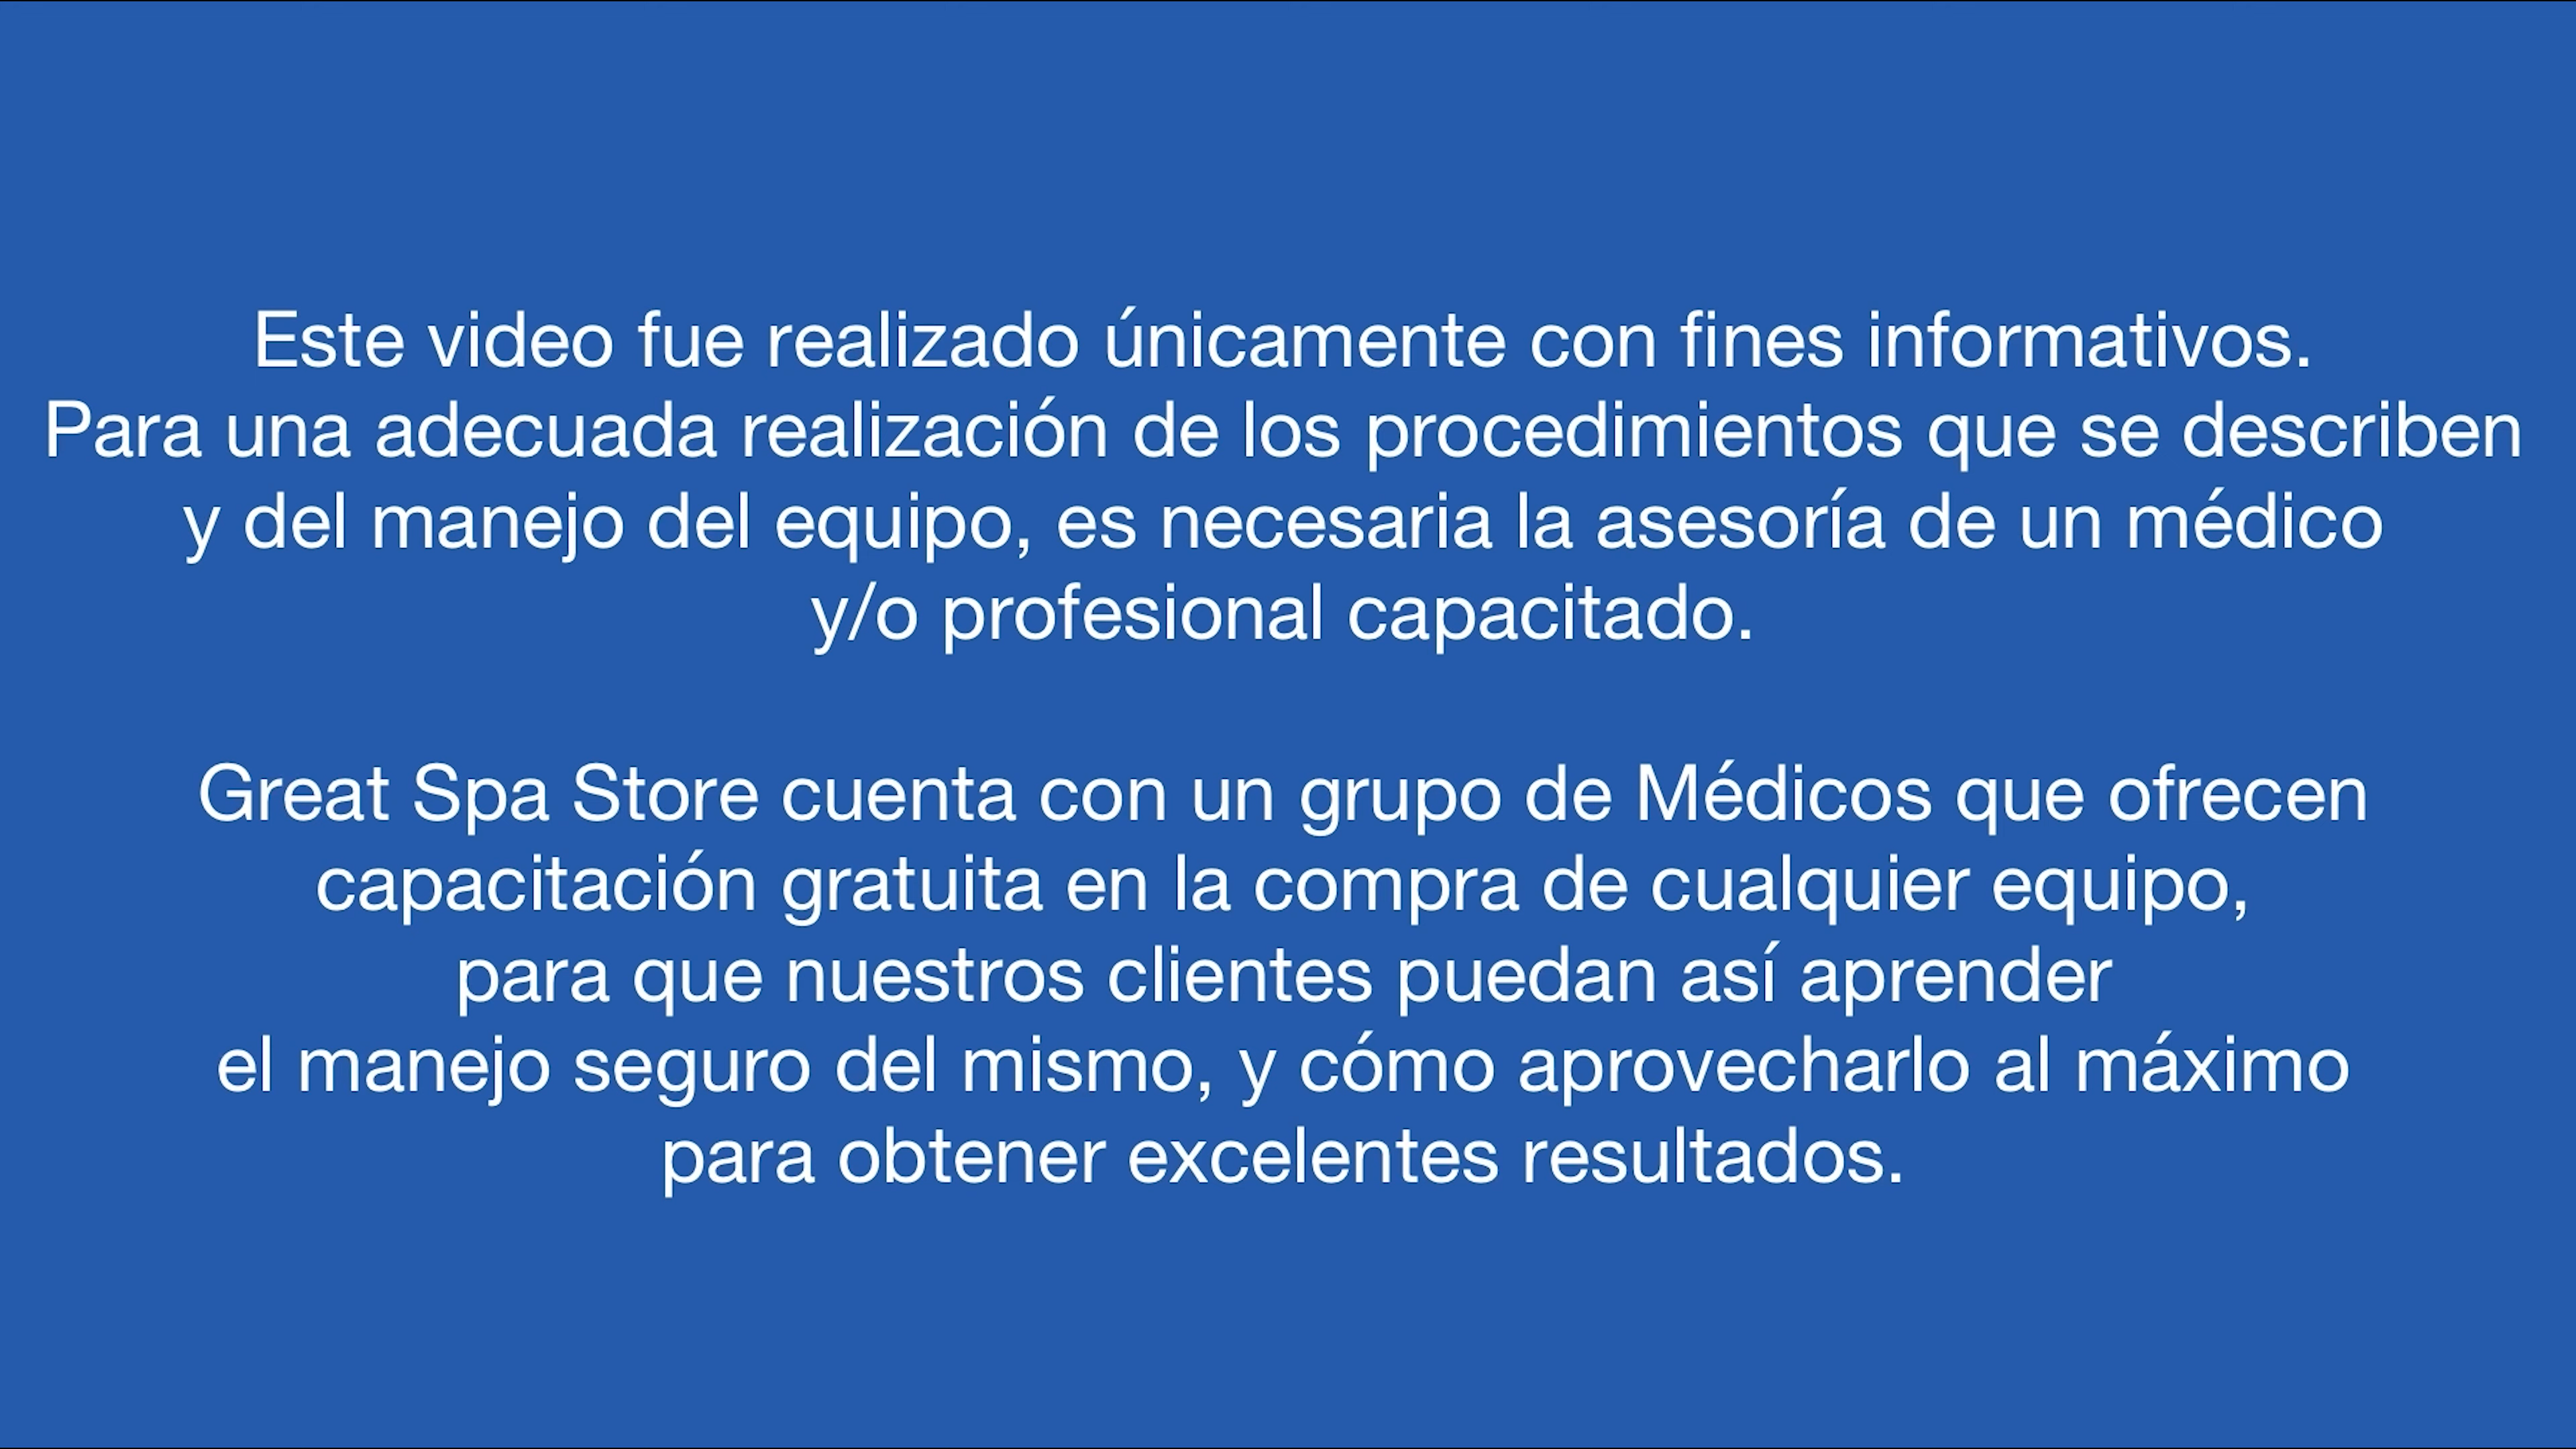 Este video fue realizado únicamente con fines informativos.
Para una adecuada realización de los procedimientos que se describen
y del manejo del equipo, es necesaria la asesoría de un médico
y/o profesional capacitado.
Great Spa Store cuenta con un grupo de Médicos que ofrecen
capacitación gratuita en la compra de cualquier equipo,
para que nuestros clientes puedan así aprender
el manejo seguro del mismo, y cómo aprovecharlo al máximo
para obtener excelentes resultados.